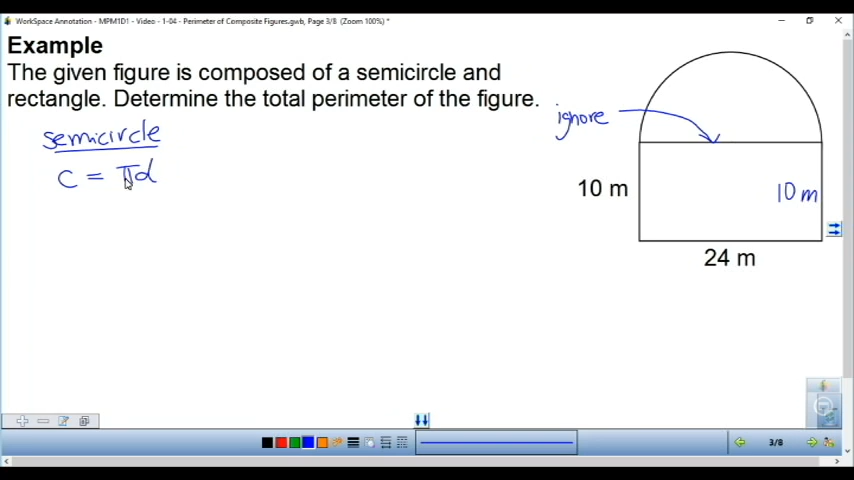 WorkSpace Annotation - MPM1D1 - Video - 1-04 - Perimeter of Composite Figures.gwb, Page 3/8 (Zoom 100%) *
Example
The given figure is composed of a semicircle and
rectangle. Determine the total perimeter of the figure.
semicircle
C = πd
ignore
10 m
10 m
24 m
3/8